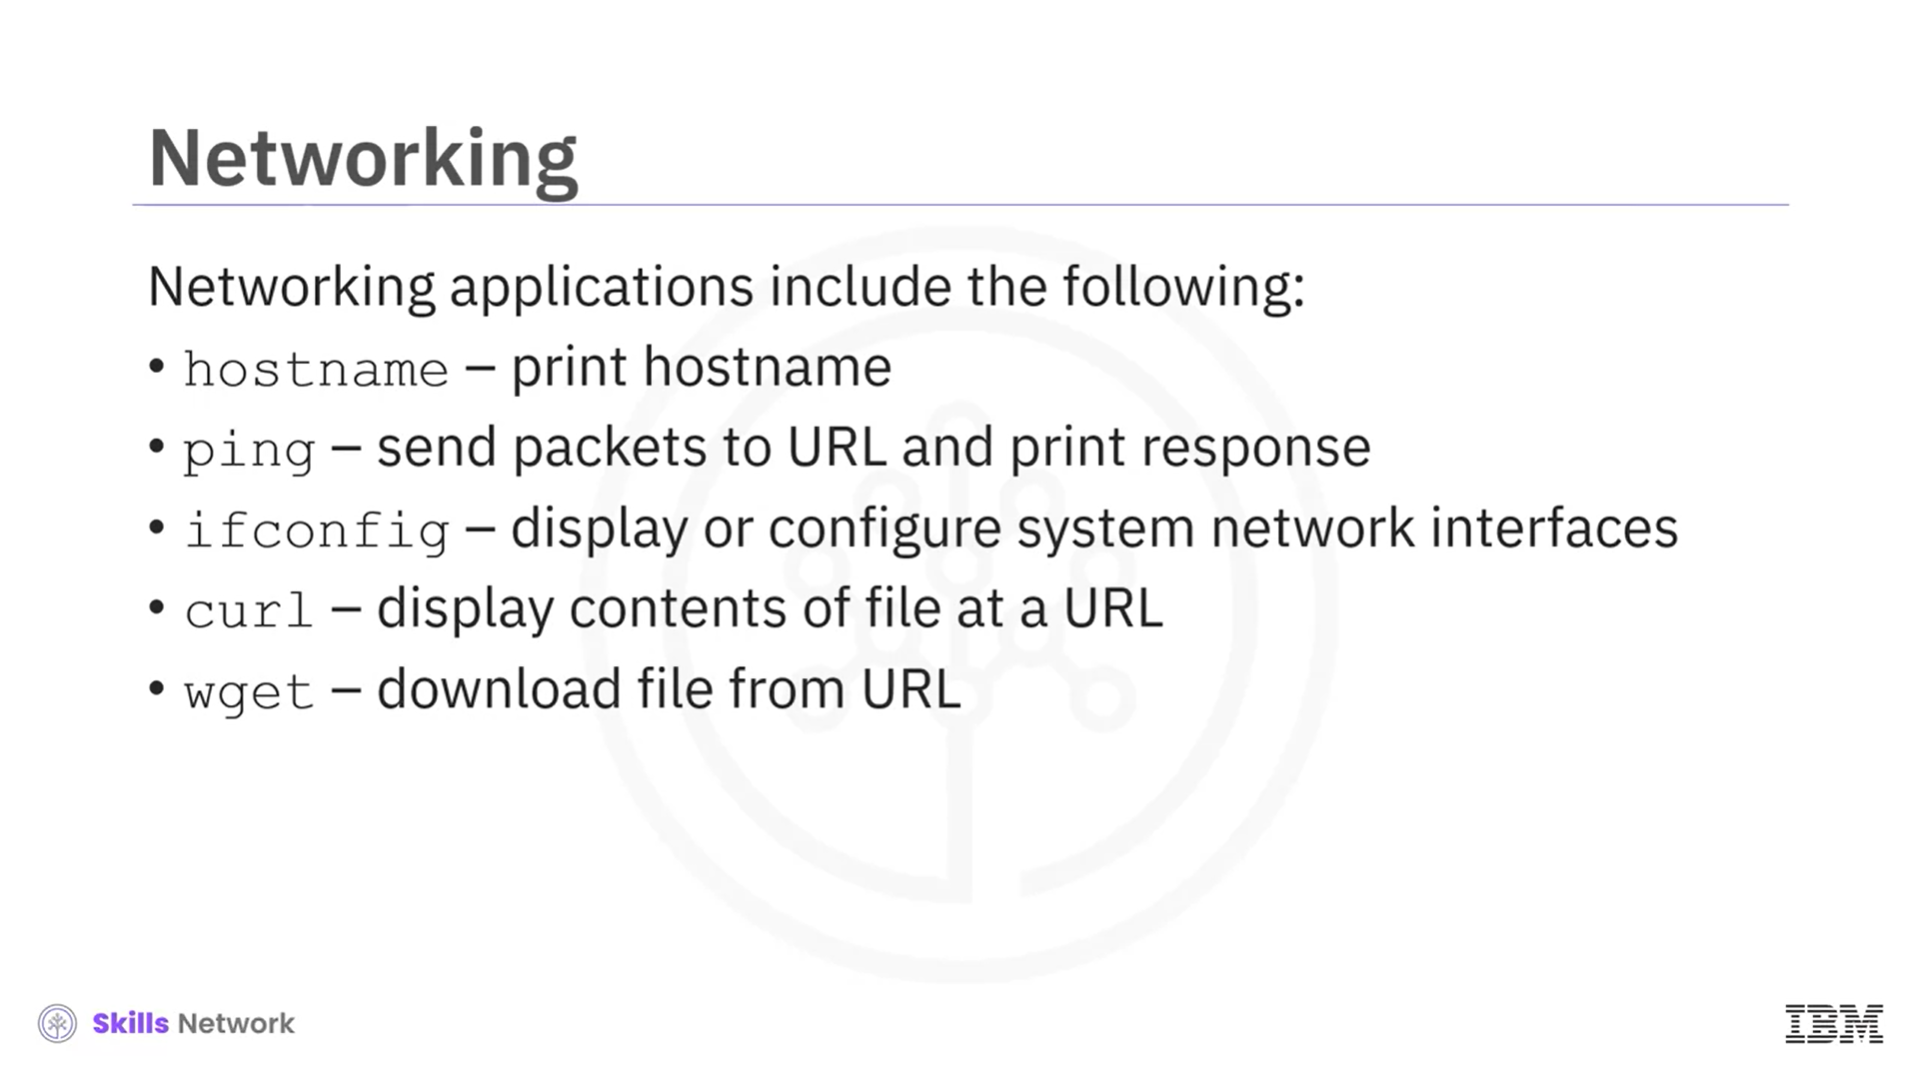 Networking
Networking applications include the following:
• hostname – print hostname
• ping – send packets to URL and print response
• ifconfig – display or configure system network interfaces
• curl – display contents of file at a URL
• wget – download file from URL
Skills Network
IBM